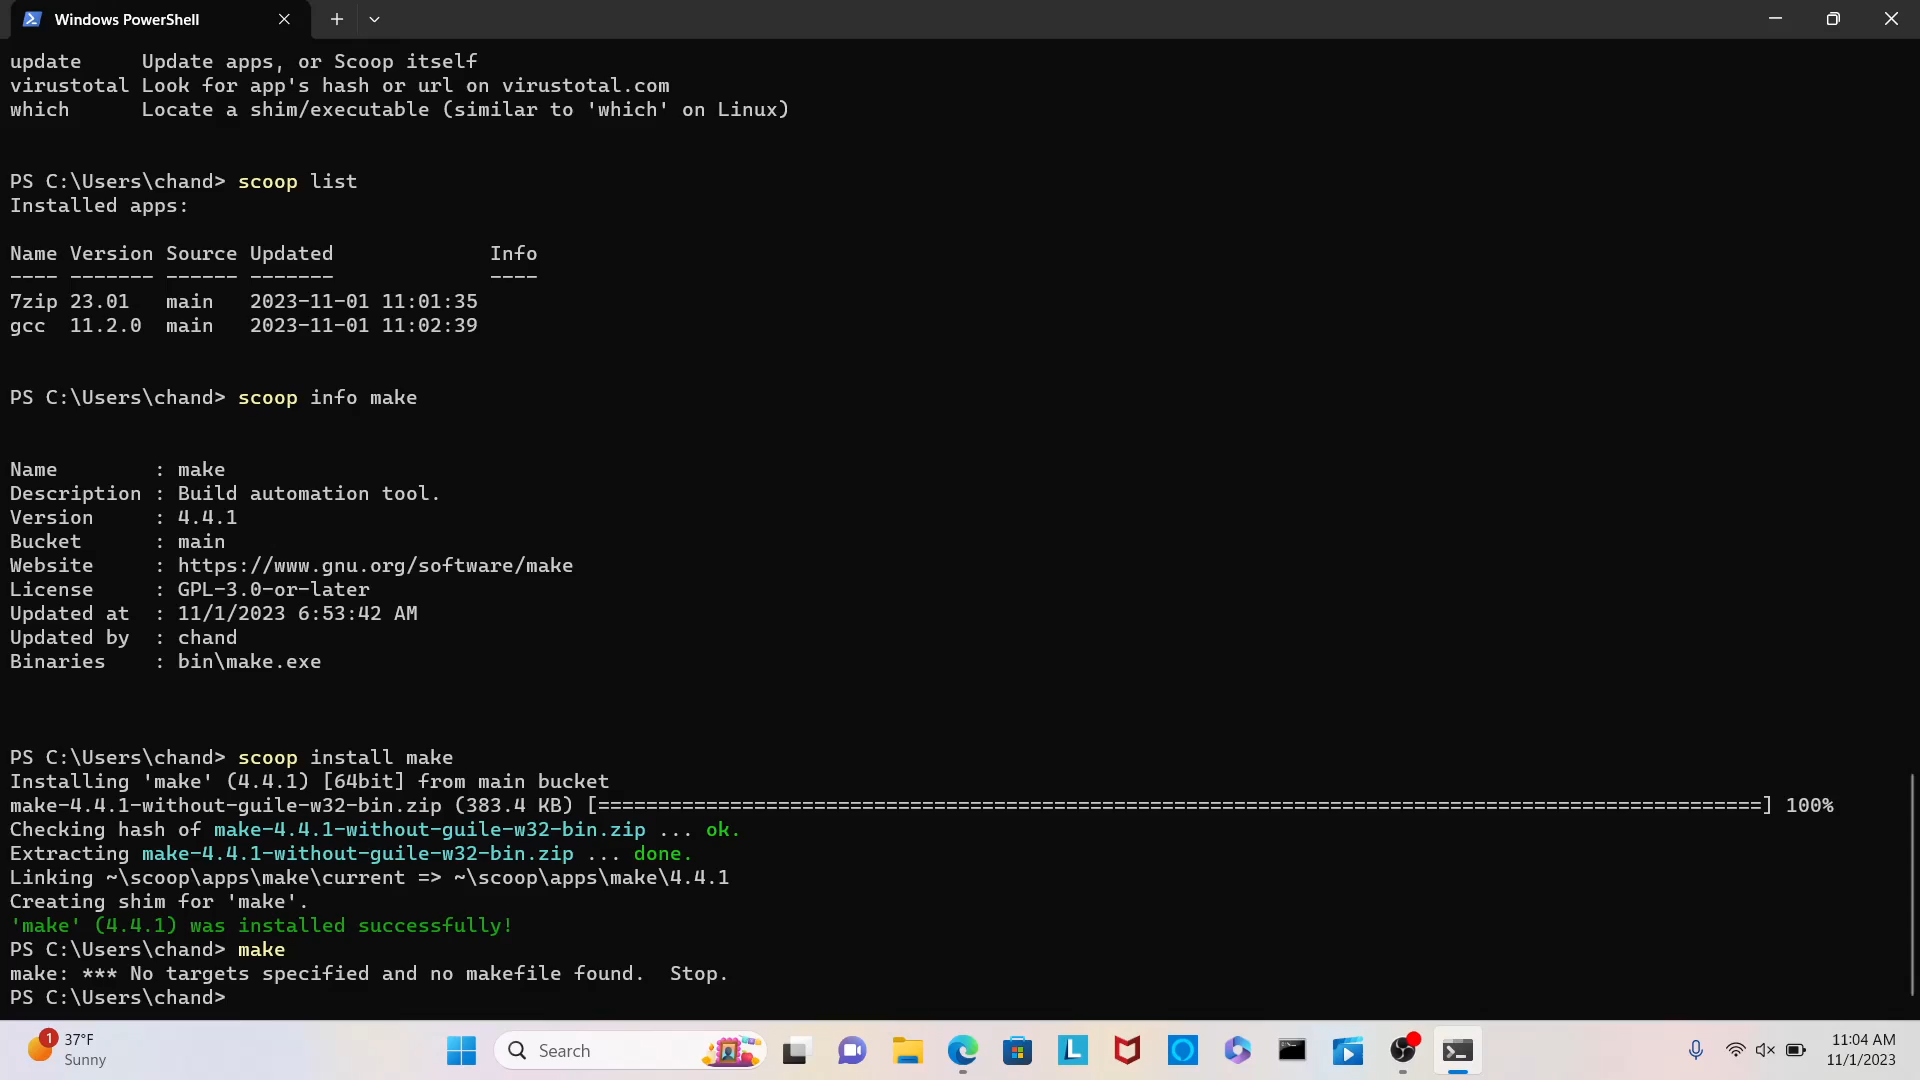 Windows PowerShell
update     Update apps, or Scoop itself
virustotal Look for app's hash or url on virustotal.com
which      Locate a shim/executable (similar to 'which' on Linux)
PS C:\Users\chand> scoop list
Installed apps:
Name Version Source Updated             Info
---- ------- ------ -------             ----
7zip 23.01   main   2023-11-01 11:01:35
gcc  11.2.0  main   2023-11-01 11:02:39
PS C:\Users\chand> scoop info make
Name        : make
Description : Build automation tool.
Version     : 4.4.1
Bucket      : main
Website     : https://www.gnu.org/software/make
License     : GPL-3.0-or-later
Updated at  : 11/1/2023 6:53:42 AM
Updated by  : chand
Binaries    : bin\make.exe
PS C:\Users\chand> scoop install make
Installing 'make' (4.4.1) [64bit] from main bucket
make-4.4.1-without-guile-w32-bin.zip (383.4 KB) [=================================================================================================] 100%
Checking hash of make-4.4.1-without-guile-w32-bin.zip ... ok.
Extracting make-4.4.1-without-guile-w32-bin.zip ... done.
Linking ~\scoop\apps\make\current => ~\scoop\apps\make\4.4.1
Creating shim for 'make'.
'make' (4.4.1) was installed successfully!
PS C:\Users\chand> make
make: *** No targets specified and no makefile found.  Stop.
PS C:\Users\chand>
1
37°F
Sunny
Search
L
11:04 AM
11/1/2023